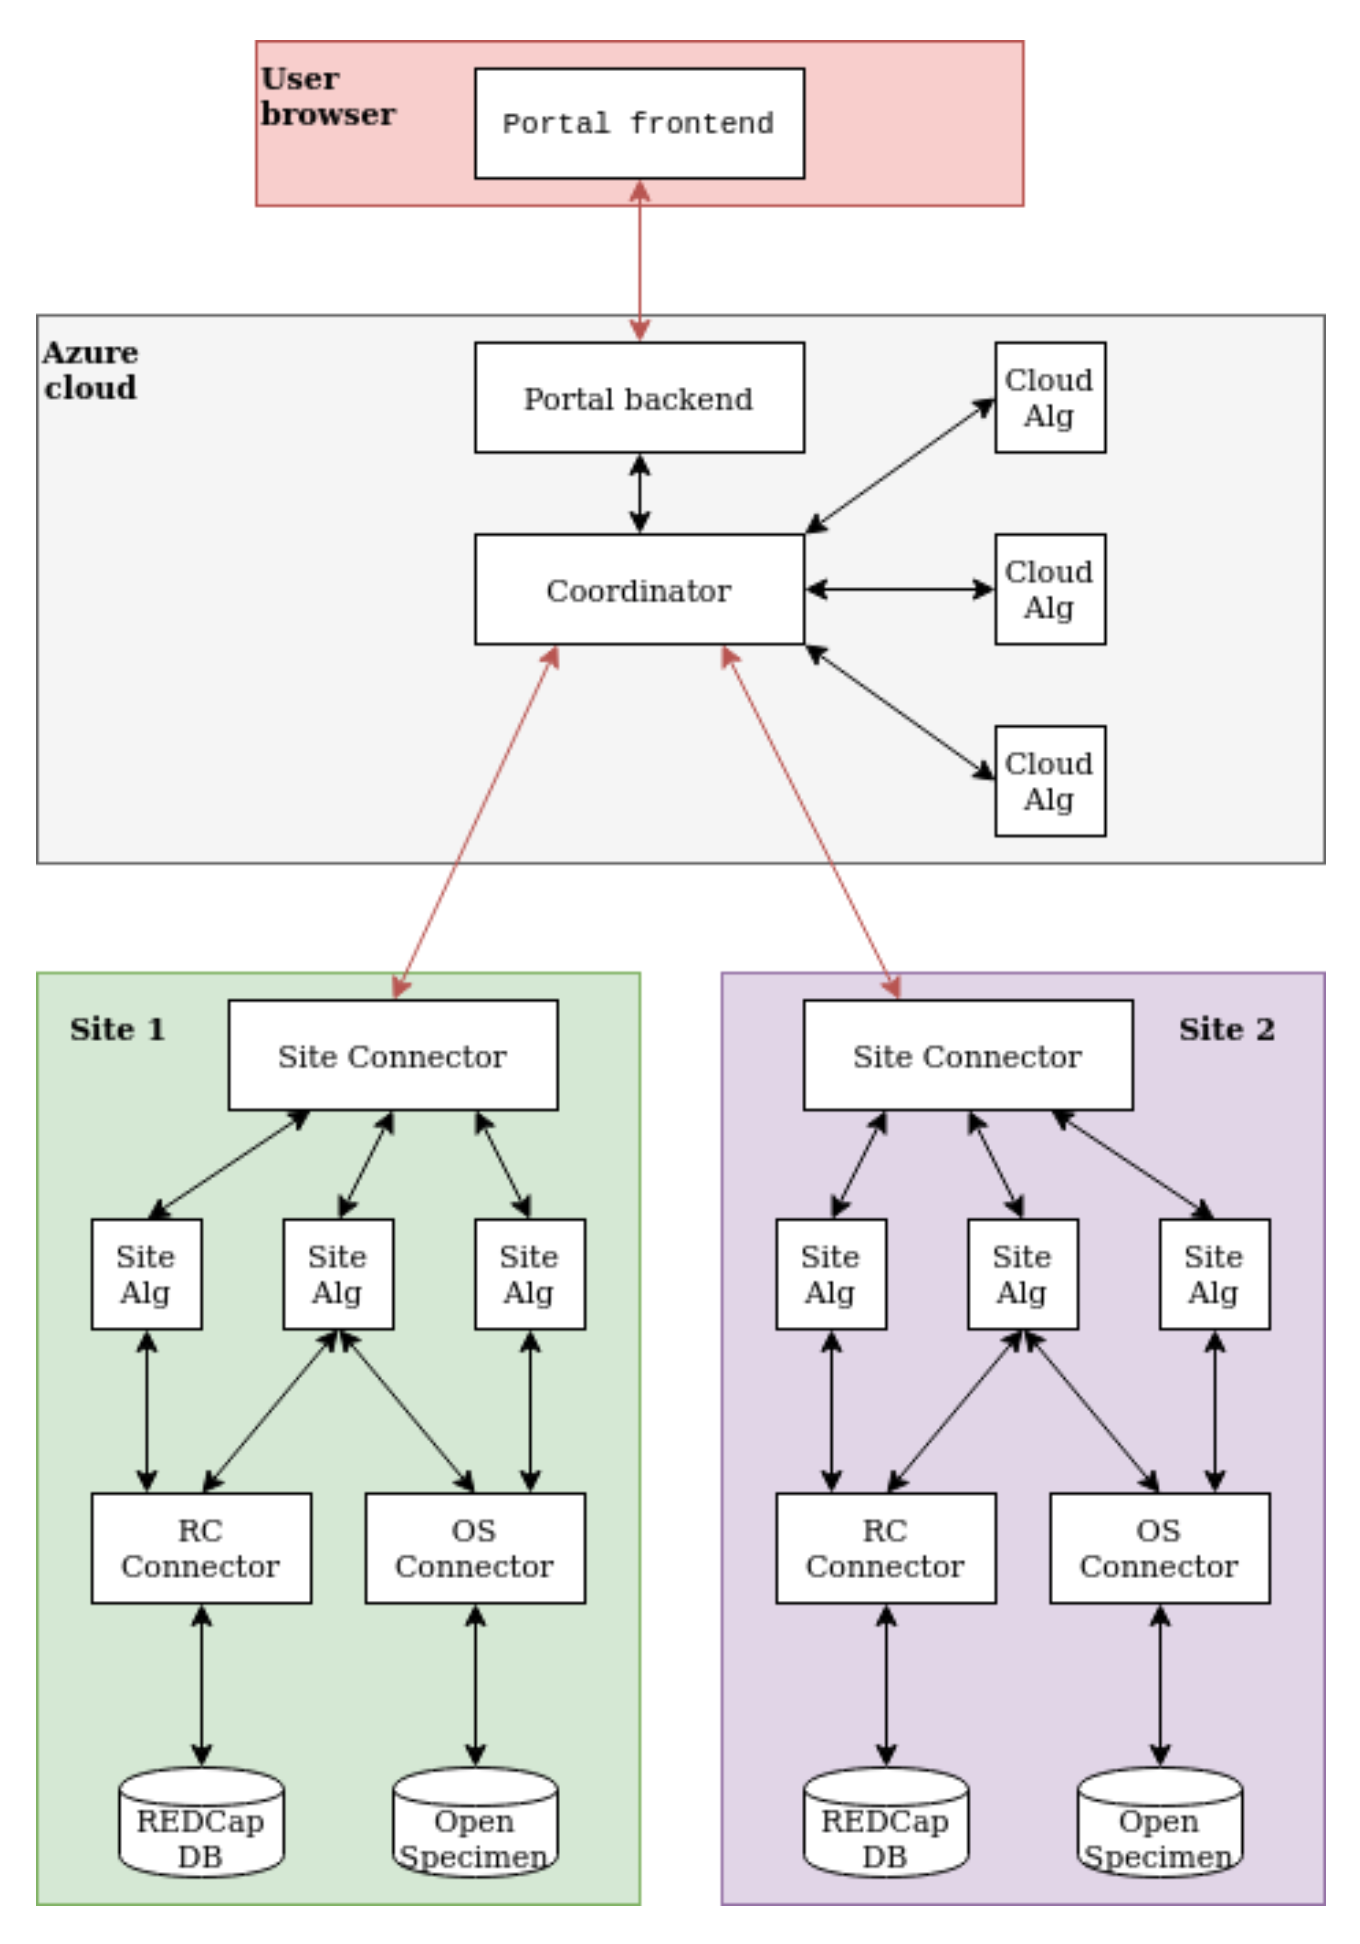 User
browser
Portal frontend
Azure
cloud
Portal backend
Cloud
Alg
Coordinator
Cloud
Alg
Cloud
Alg
Site 1
Site Connector
Site
Alg
Site
Alg
Site
Alg
RC
Connector
OS
Connector
REDCap
DB
Open
Specimen
Site 2
Site Connector
Site
Alg
Site
Alg
Site
Alg
RC
Connector
OS
Connector
REDCap
DB
Open
Specimen